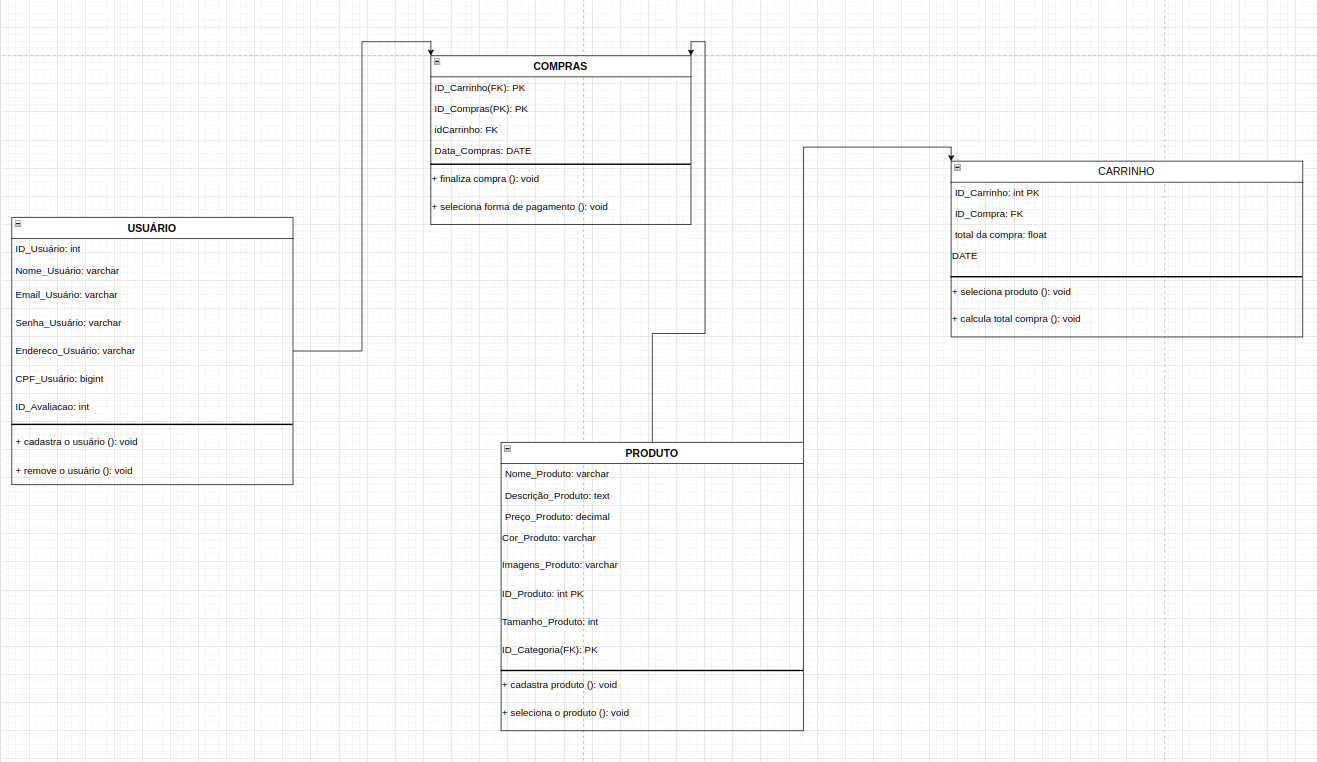 COMPRAS
ID_Carrinho(FK): PK
ID_Compras(PK): PK
idCarrinho: FK
Data_Compras: DATE
+ finaliza compra (): void
+ seleciona forma de pagamento (): void
CARRINHO
ID_Carrinho: int PK
ID_Compra: FK
total da compra: float
DATE
+ seleciona produto (): void
+ calcula total compra (): void
USUÁRIO
ID_Usuário: int
Nome_Usuário: varchar
Email_Usuário: varchar
Senha_Usuário: varchar
Endereco_Usuário: varchar
CPF_Usuário: bigint
ID_Avaliacao: int
+ cadastra o usuário (): void
+ remove o usuário (): void
PRODUTO
Nome_Produto: varchar
Descrição_Produto: text
Preço_Produto: decimal
Cor_Produto: varchar
Imagens_Produto: varchar
ID_Produto: int PK
Tamanho_Produto: int
ID_Categoria(FK): PK
+ cadastra produto (): void
+ seleciona o produto (): void